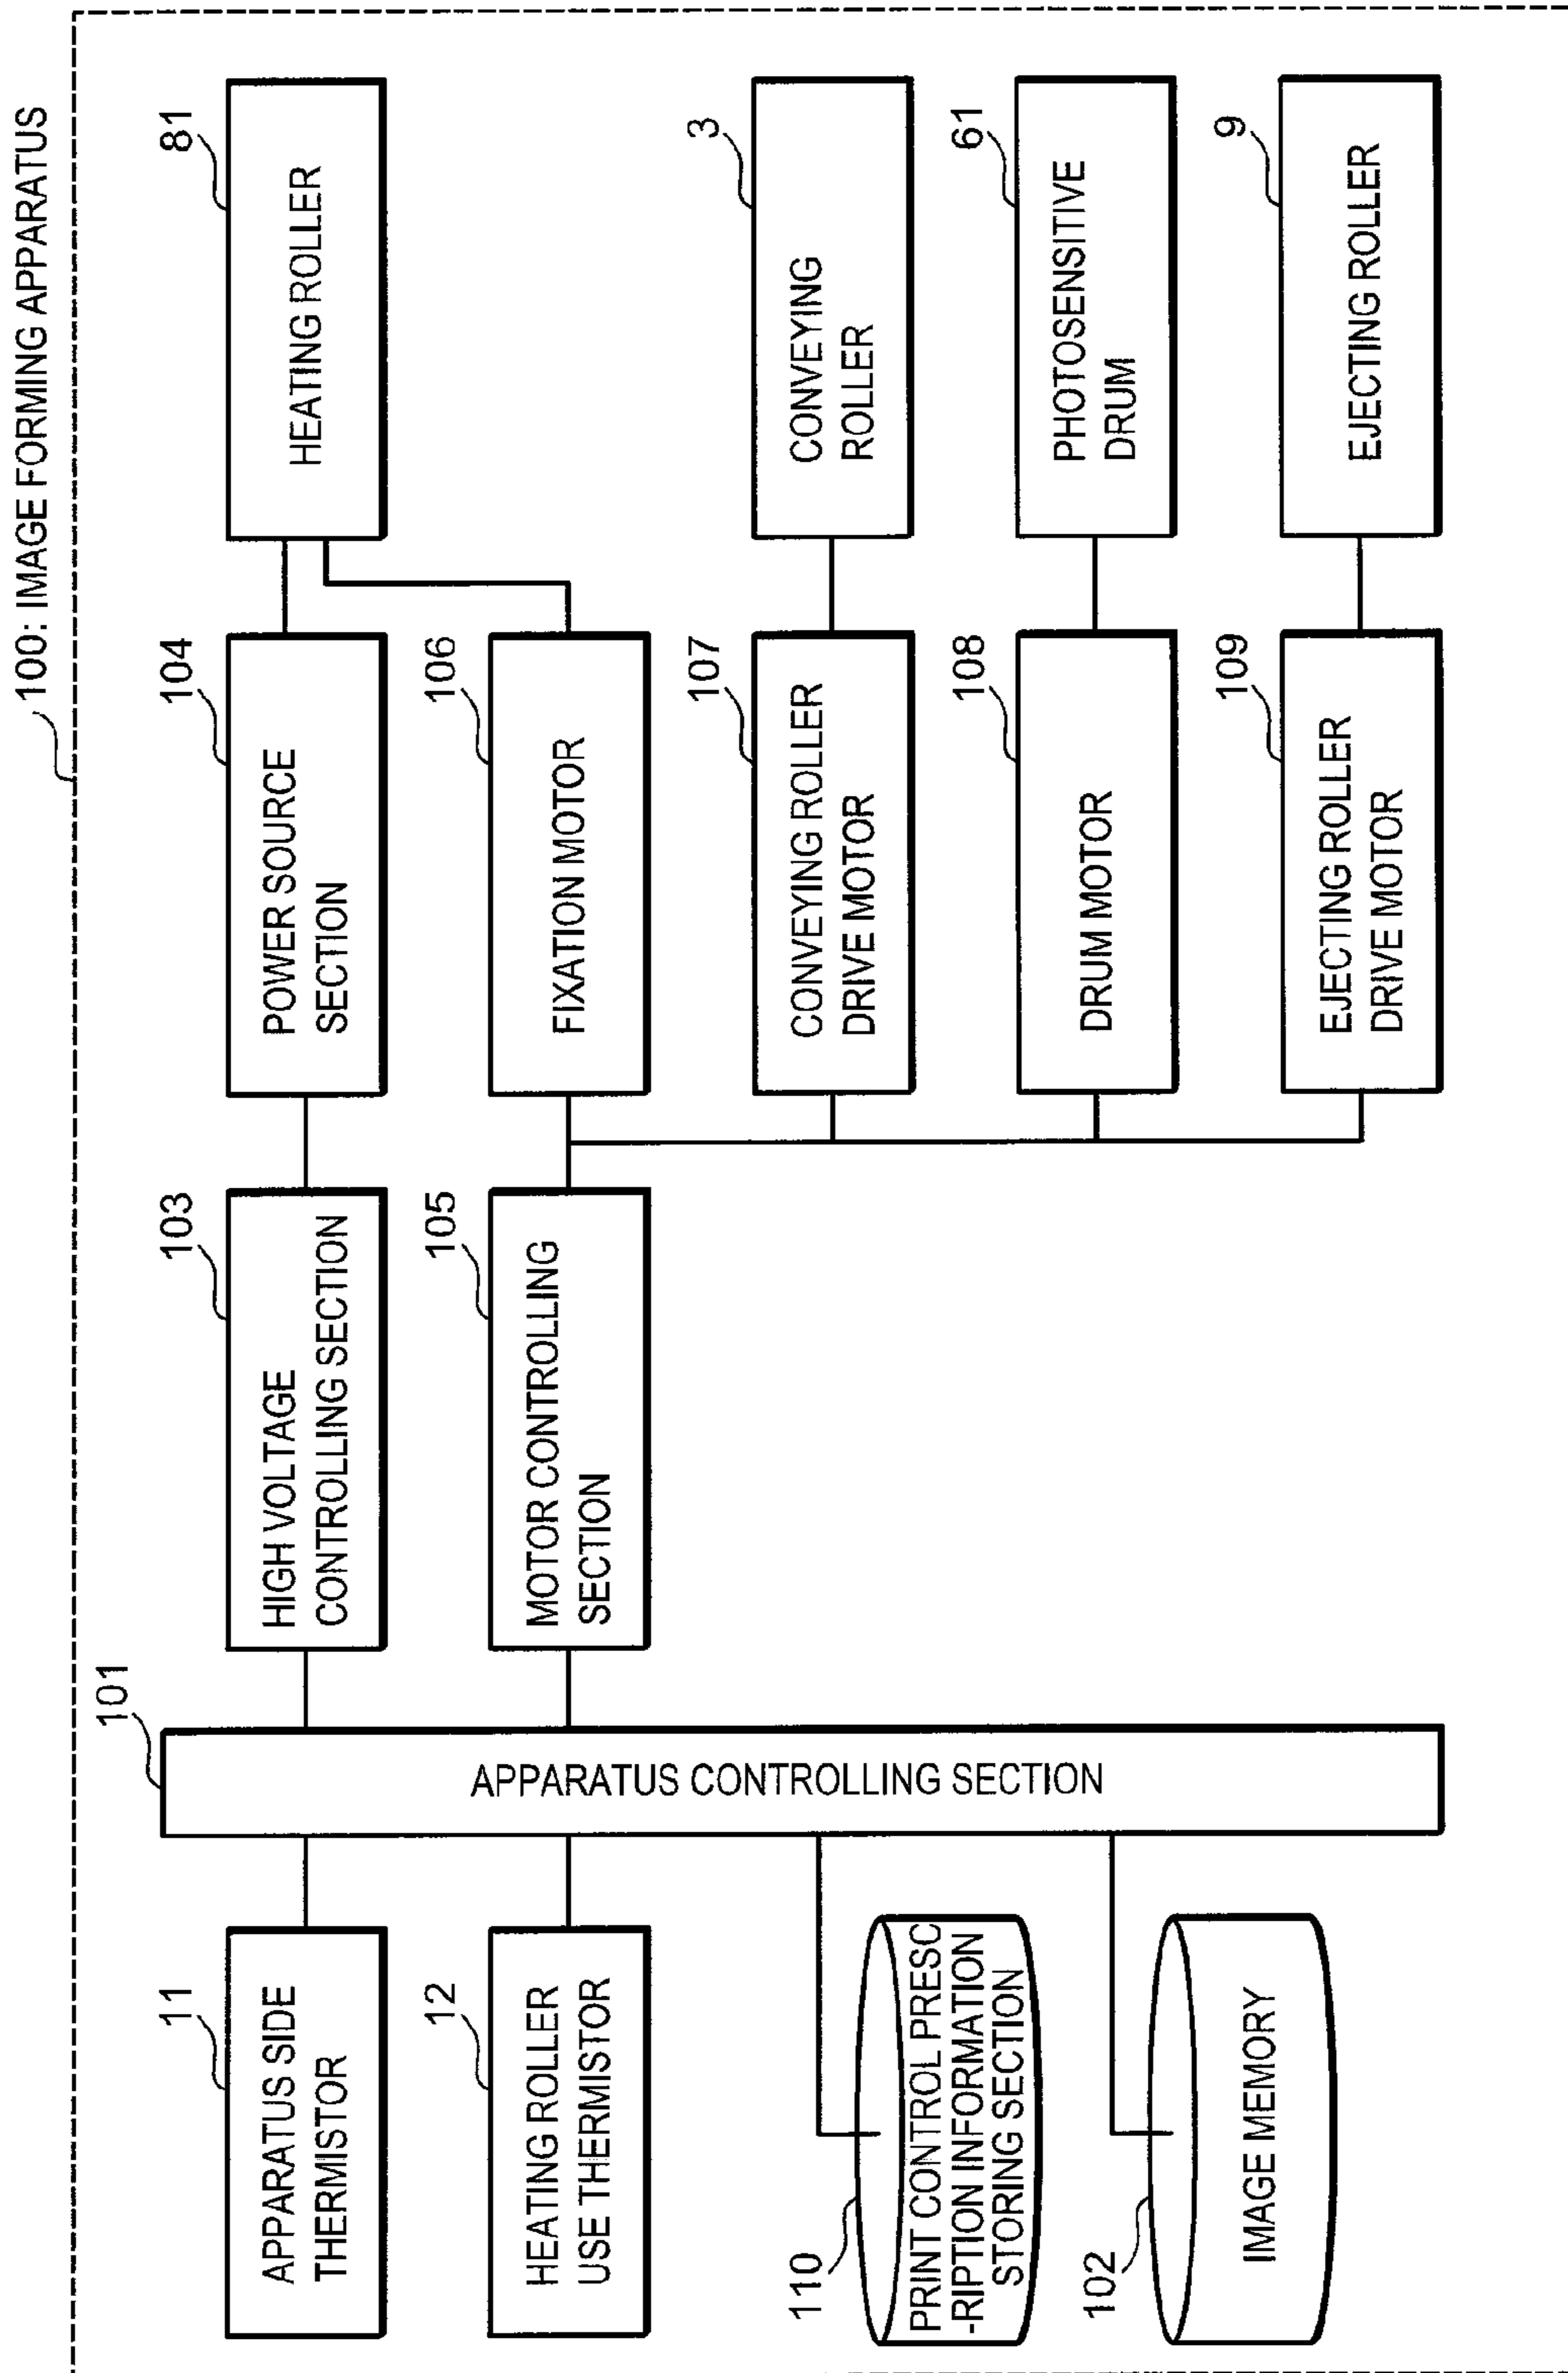 100: IMAGE FORMING APPARATUS
11
APPARATUS SIDE
THERMISTOR
12
HEATING ROLLER
USE THERMISTOR
110
PRINT CONTROL PRESC
-RIPTION INFORMATION
STORING SECTION
102
IMAGE MEMORY
101
APPARATUS CONTROLLING SECTION
103
HIGH VOLTAGE
CONTROLLING SECTION
105
MOTOR CONTROLLING
SECTION
104
POWER SOURCE
SECTION
106
FIXATION MOTOR
107
CONVEYING ROLLER
DRIVE MOTOR
108
DRUM MOTOR
109
EJECTING ROLLER
DRIVE MOTOR
81
HEATING ROLLER
3
CONVEYING
ROLLER
61
PHOTOSENSITIVE
DRUM
9
EJECTING ROLLER